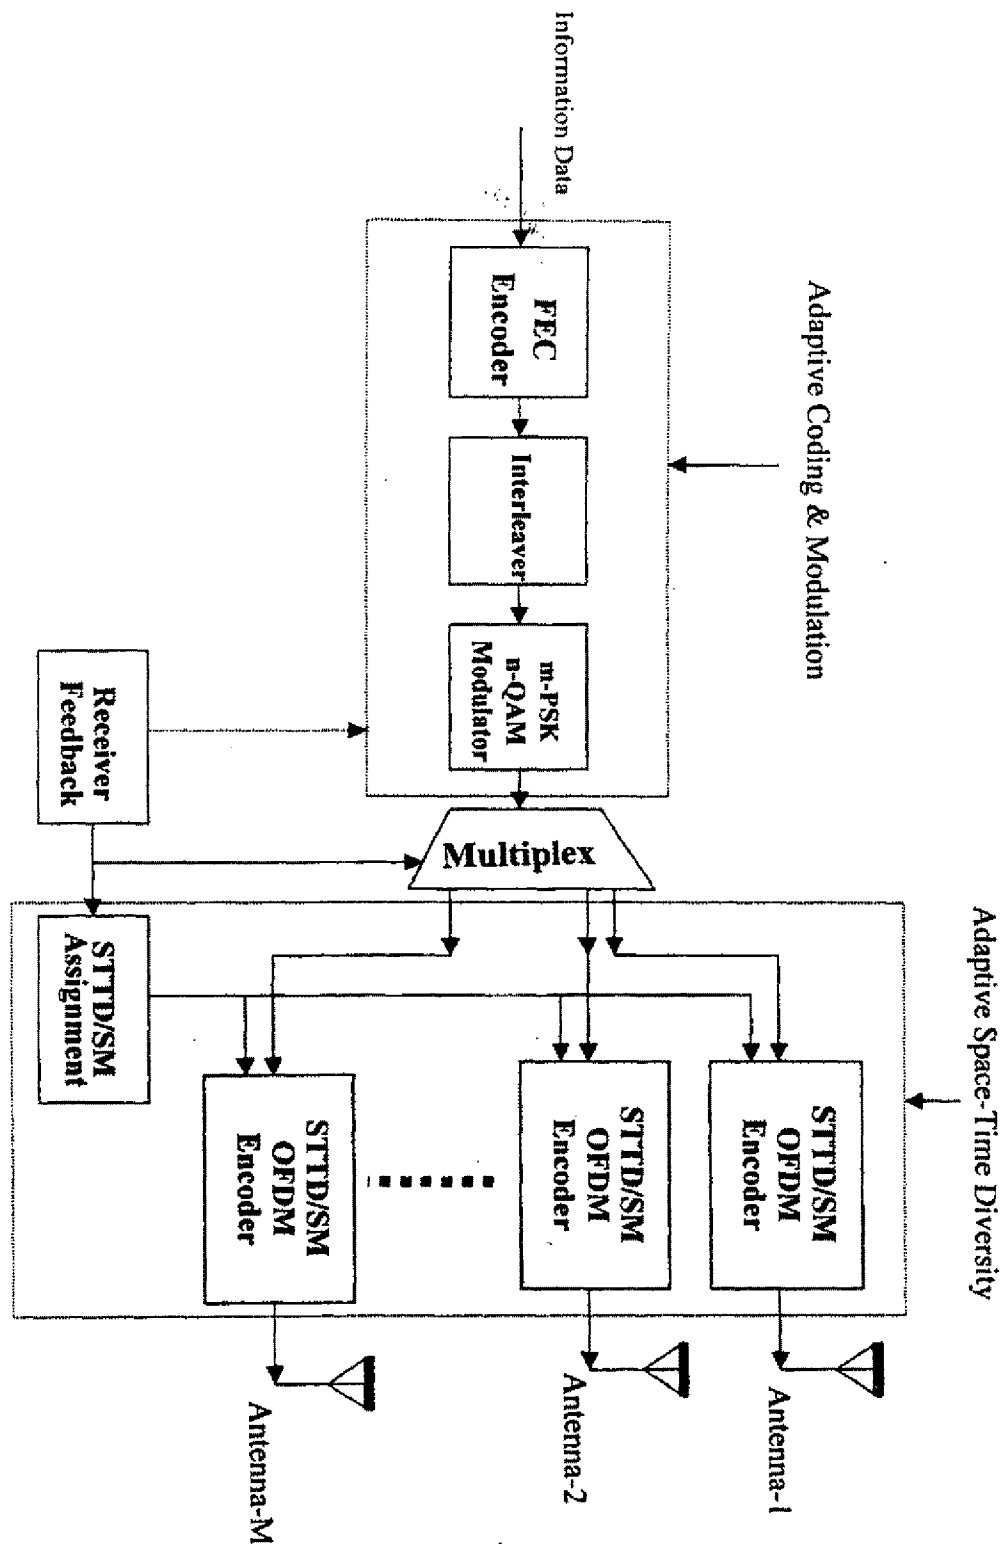 Adaptive Coding & Modulation
Adaptive Space-Time Diversity
Information Data
FEC
Encoder
Interleaver
m-PSK
n-QAM
Modulator
Multiplex
STTD/SM
OFDM
Encoder
Antenna-1
STTD/SM
OFDM
Encoder
Antenna-2
STTD/SM
OFDM
Encoder
Antenna-M
Receiver
Feedback
STTD/SM
Assignment